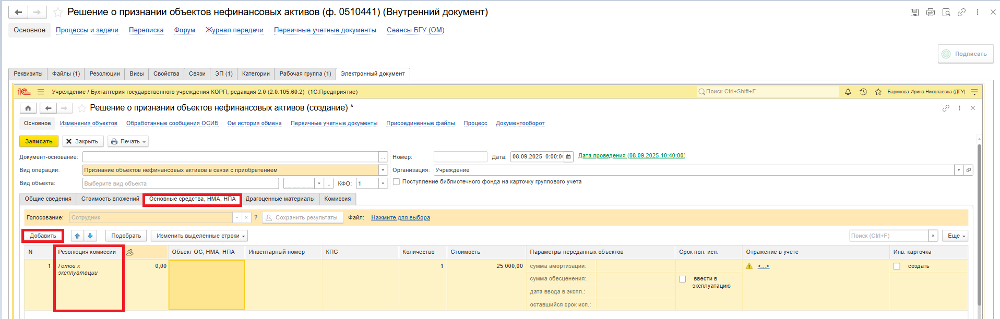 Решение о признании объектов нефинансовых активов (ф. 0510441) (Внутренний документ)
Основное Процессы и задачи Переписка Форум Журнал передачи Первичные учетные документы Сеансы БГУ (ОМ)
Подписать
Реквизиты Файлы (1) Резолюции Визы Свойства Связи ЭП (1) Категории Рабочая группа (1) Электронный документ
1С Учреждение / Бухгалтерия государственного учреждения КОРП, редакция 2.0 (2.0.105.60.2) (1С:Предприятие) Поиск Ctrl+Shift+F Баринова Ирина Николаевна (ДГУ)
Решение о признании объектов нефинансовых активов (создание) *
Основное Изменения объектов Обработанные сообщения ОСИБ Ом история обмена Первичные учетные документы Присоединенные файлы Процесс Документооборот
Записать Закрыть Печать
Документ-основание: ... Номер: Дата: 08.09.2025 0:00:0 Дата проведения (08.09.2025 10:40:00)
Вид операции: Признание объектов нефинансовых активов в связи с приобретением Организация: Учреждение
Вид объекта: Выберите вид объекта ... КФО: 1 Поступление библиотечного фонда на карточку группового учета
Общие сведения Стоимость вложений Основные средства, НМА, НПА Драгоценные материалы Комиссия
Голосование: Сотрудник ? Сохранить результаты Файл: Нажмите для выбора
Добавить Подобрать Изменить выделенные строки Поиск (Ctrl+F) × Еще
N Резолюция комиссии Объект ОС, НМА, НПА Инвентарный номер КПС Количество Стоимость Параметры переданных объектов Срок пол. исп. Отражение в учете Инв. карточка
1 Готов к 0,00 1 25 000,00 сумма амортизации: <...> создать
эксплуатации
сумма обесценения: ввести в
эксплуатацию
дата ввода в экспл.:
оставшийся срок исп.: